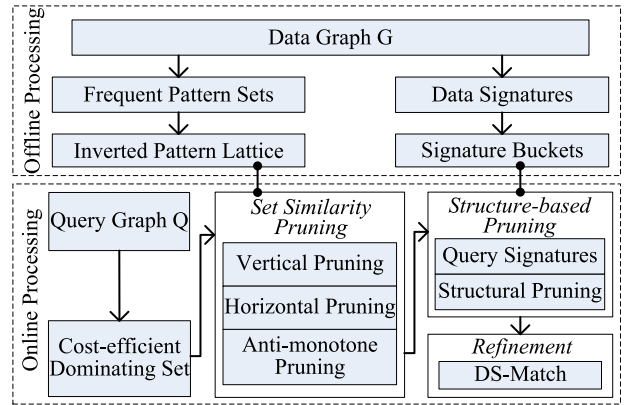 Offline Processing
Data Graph G
Frequent Pattern Sets
Data Signatures
Inverted Pattern Lattice
Signature Buckets
Online Processing
Query Graph Q
Cost-efficient
Dominating Set
Set Similarity
Pruning
Vertical Pruning
Horizontal Pruning
Anti-monotone
Pruning
Structure-based
Pruning
Query Signatures
Structural Pruning
Refinement
DS-Match